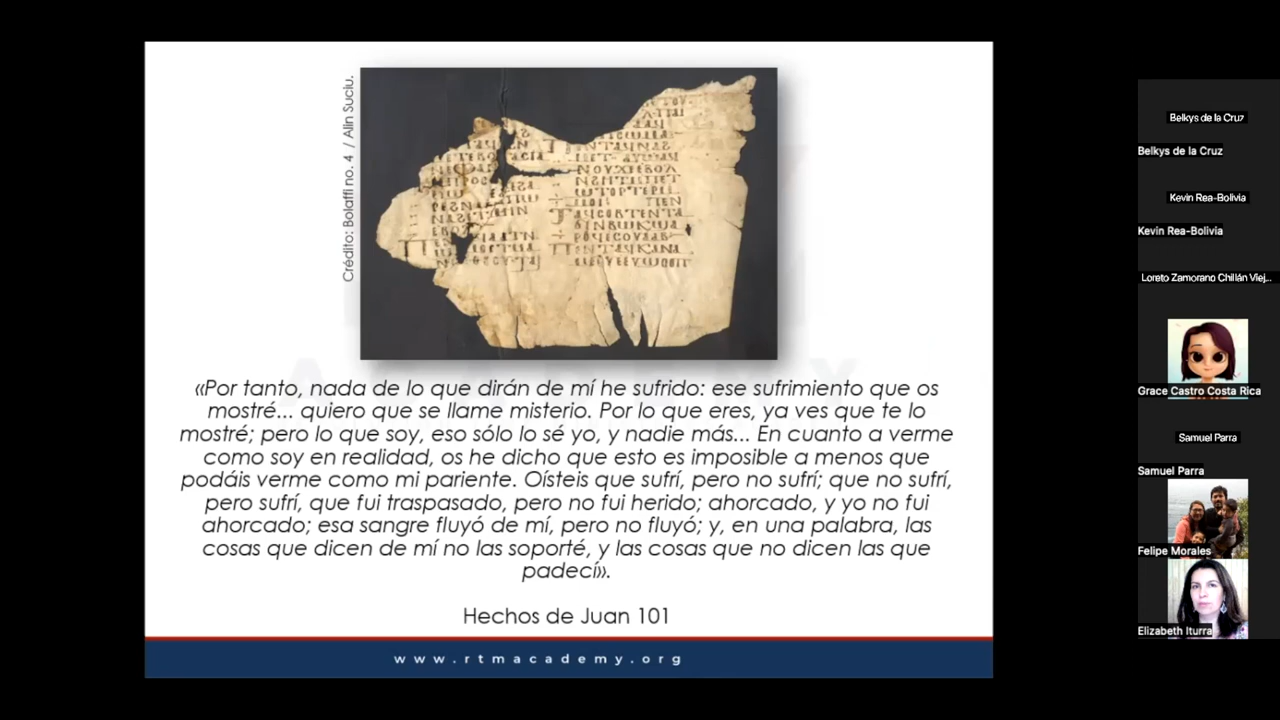 Crédito: Bolaffi no. 4 / Alin Suciu.
«Por tanto, nada de lo que dirán de mí he sufrido: ese sufrimiento que os
mostré... quiero que se llame misterio. Por lo que eres, ya ves que te lo
mostré; pero lo que soy, eso sólo lo sé yo, y nadie más... En cuanto a verme
como soy en realidad, os he dicho que esto es imposible a menos que
podáis verme como mi pariente. Oísteis que sufrí, pero no sufrí; que no sufrí,
pero sufrí, que fui traspasado, pero no fui herido; ahorcado, y yo no fui
ahorcado; esa sangre fluyó de mí, pero no fluyó; y, en una palabra, las
cosas que dicen de mí no las soporté, y las cosas que no dicen las que
padecí».
Hechos de Juan 101
www.rtmacademy.org
Belkys de la Cruz
Belkys de la Cruz
Kevin Rea-Bolivia
Kevin Rea-Bolivia
Loreto Zamorano Chillán Viej...
Grace Castro Costa Rica
Samuel Parra
Samuel Parra
Felipe Morales
Elizabeth Iturra